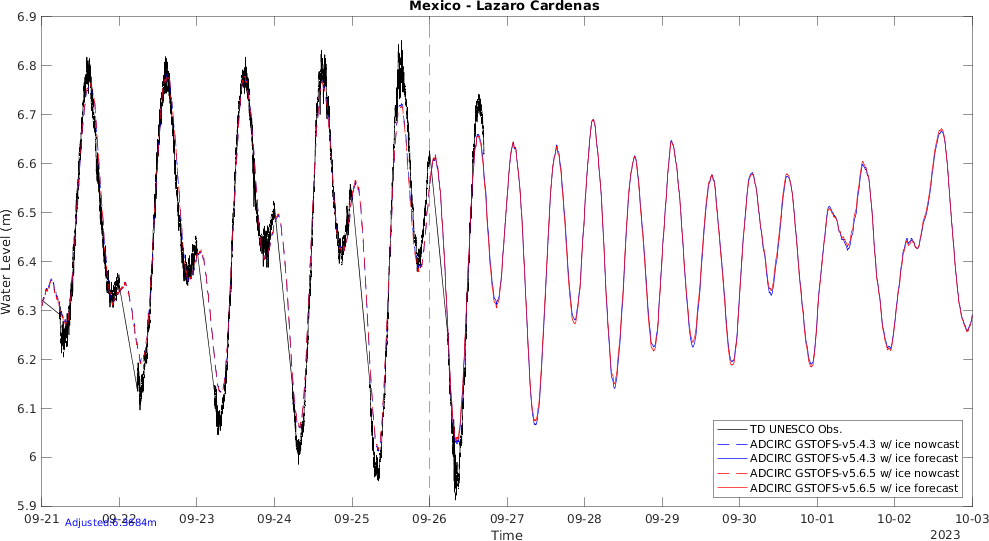 Mexico - Lazaro Cardenas
6.9
6.8
6.7
6.6
6.5
6.4
6.3
6.2
6.1
6
5.9
Water Level (m)
TD UNESCO Obs.
ADCIRC GSTOFS-v5.4.3 w/ ice nowcast
ADCIRC GSTOFS-v5.4.3 w/ ice forecast
ADCIRC GSTOFS-v5.6.5 w/ ice nowcast
ADCIRC GSTOFS-v5.6.5 w/ ice forecast
09-21 09-22 09-23 09-24 09-25 09-26 09-27 09-28 09-29 09-30 10-01 10-02 10-03
Time
2023